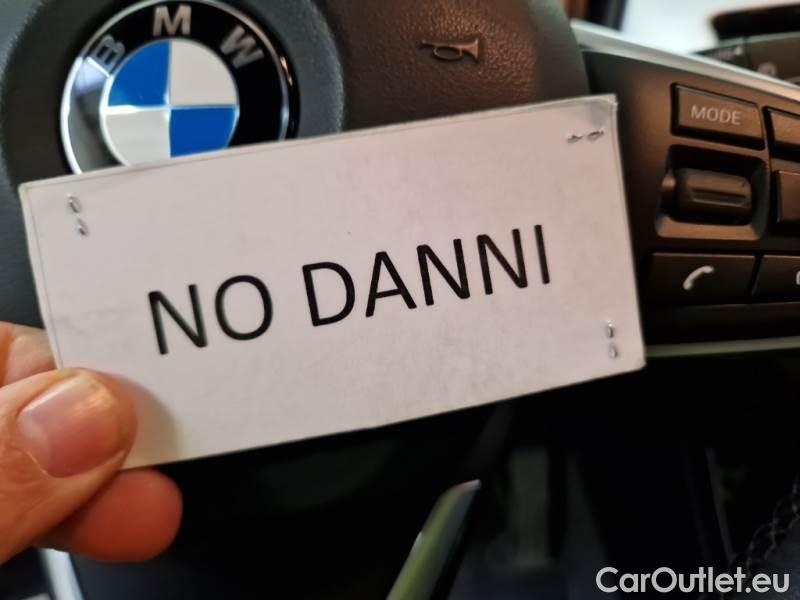 BMW
MODE
NO DANNI
CarOutlet.eu